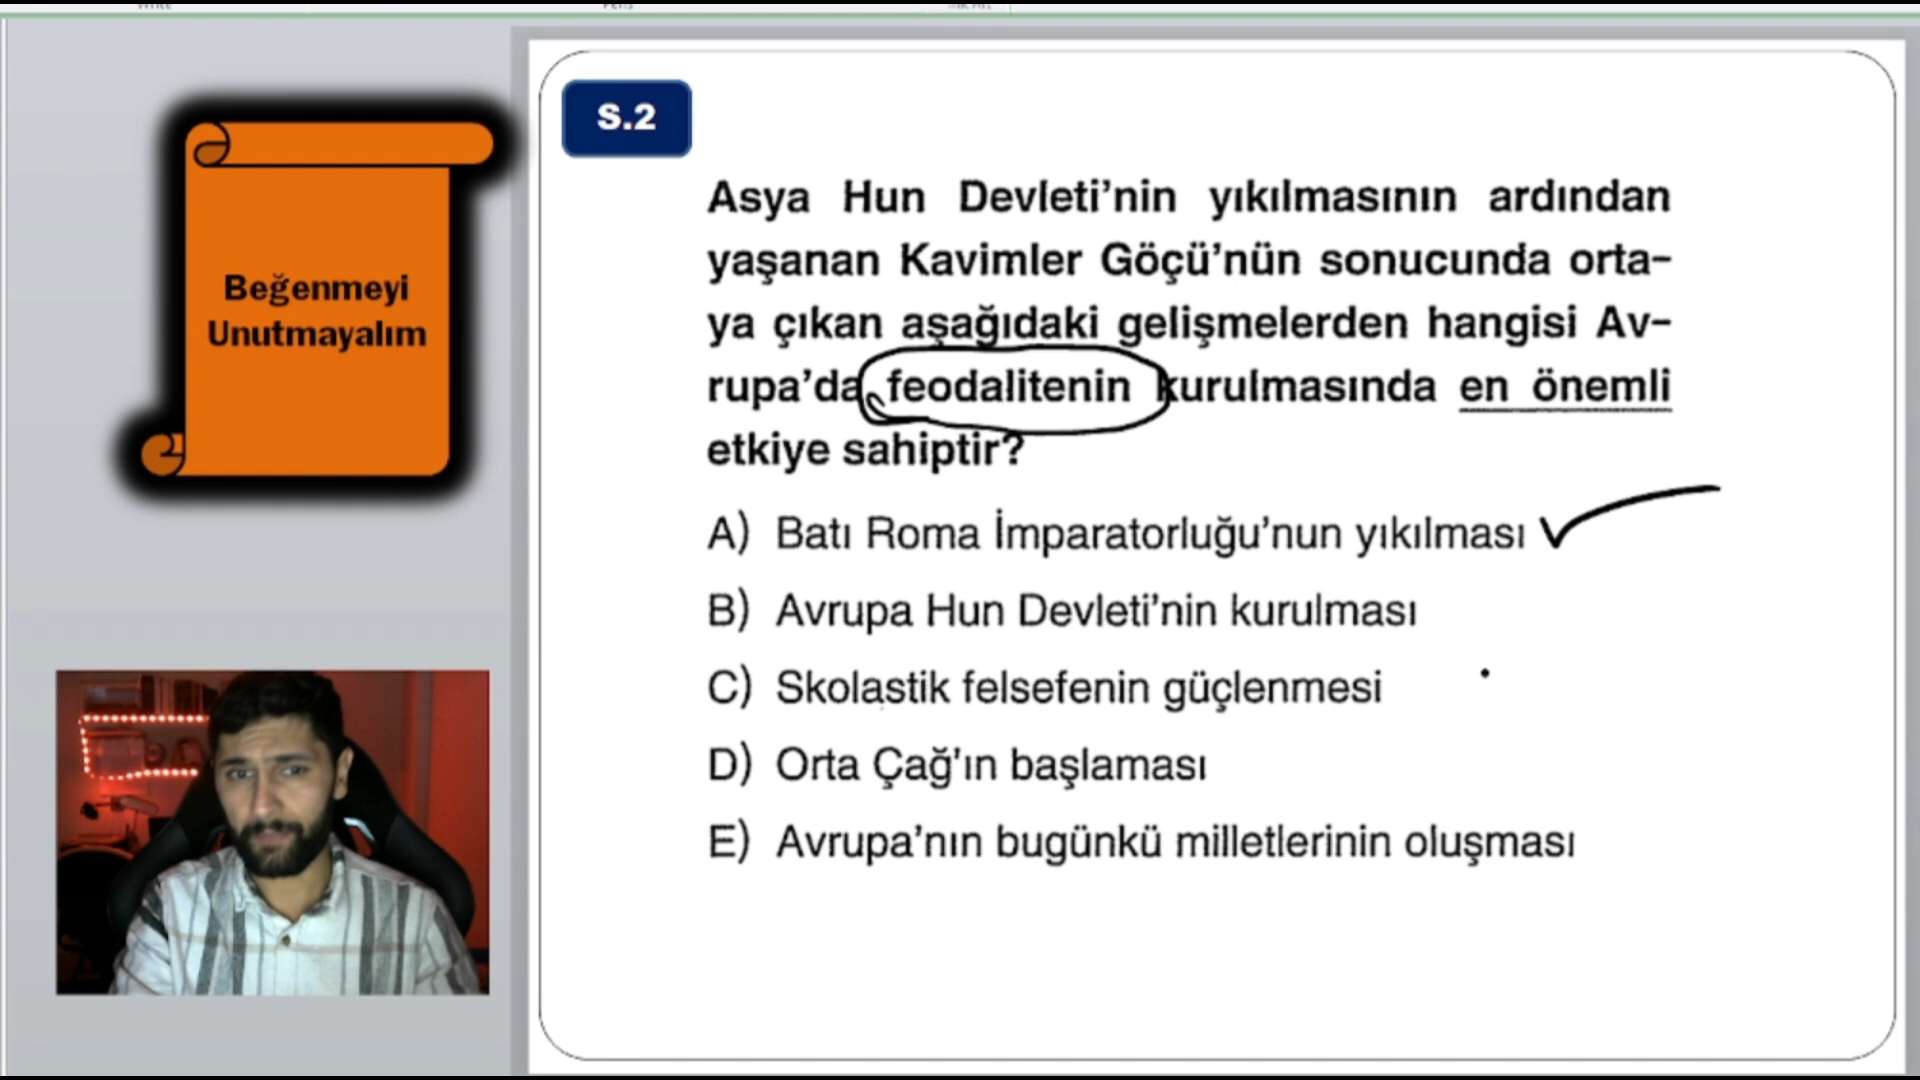 Beğenmeyi
Unutmayalım
S.2
Asya Hun Devleti’nin yıkılmasının ardından
yaşanan Kavimler Göçü’nün sonucunda orta-
ya çıkan aşağıdaki gelişmelerden hangisi Av-
rupa’da feodalitenin kurulmasında en önemli
etkiye sahiptir?
A) Batı Roma İmparatorluğu’nun yıkılması
B) Avrupa Hun Devleti’nin kurulması
C) Skolastik felsefenin güçlenmesi
D) Orta Çağ’ın başlaması
E) Avrupa’nın bugünkü milletlerinin oluşması